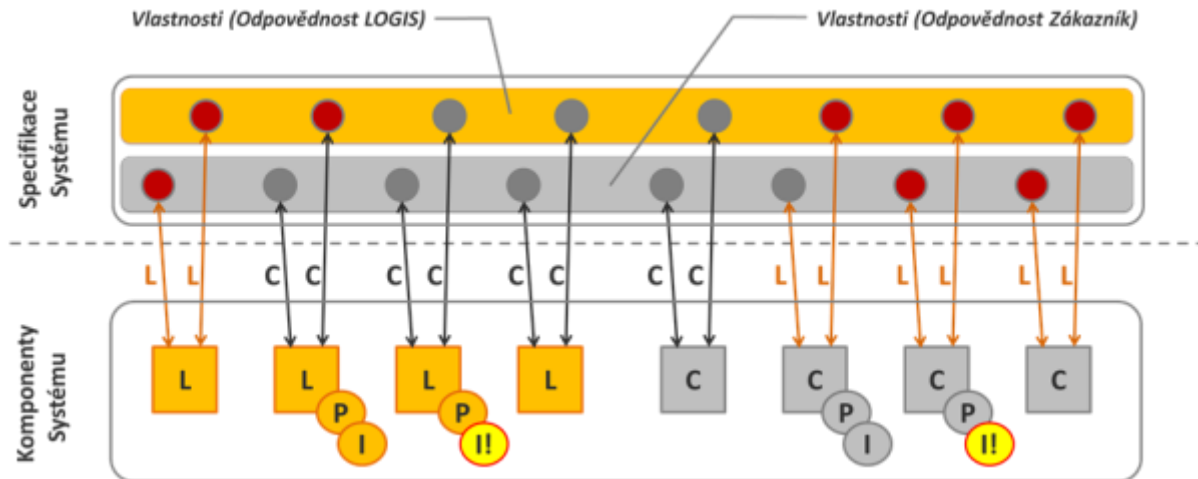 Vlastnosti (Odpovědnost LOGIS)
Vlastnosti (Odpovědnost Zákazník)
Specifikace
Systému
L L C C C C C C C C L L L L L L
Komponenty
Systému
L L L L C C C C
P P P P
I I! I I!